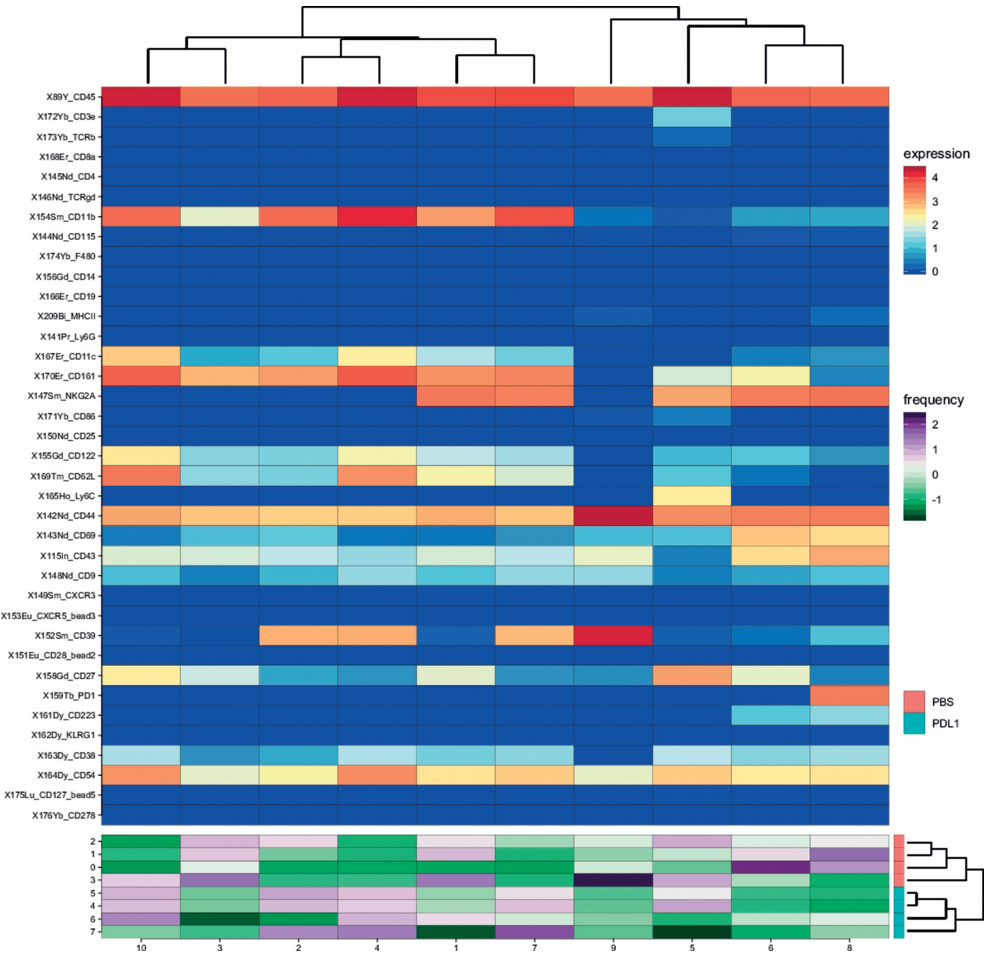 X89Y_CD45
X172Yb_CD3e
X173Yb_TCRb
X168Er_CD8a
X145Nd_CD4
X146Nd_TCRgd
X154Sm_CD11b
X144Nd_CD115
X174Yb_F480
X156Gd_CD14
X166Er_CD19
X209Bi_MHCII
X141Pr_Ly6G
X167Er_CD11c
X170Er_CD161
X147Sm_NKG2A
X171Yb_CD86
X150Nd_CD25
X155Gd_CD122
X169Tm_CD62L
X165Ho_Ly6C
X142Nd_CD44
X143Nd_CD69
X115In_CD43
X148Nd_CD9
X149Sm_CXCR3
X153Eu_CXCR5_bead3
X152Sm_CD39
X151Eu_CD28_bead2
X158Gd_CD27
X159Tb_PD1
X161Dy_CD223
X162Dy_KLRG1
X163Dy_CD38
X164Dy_CD54
X175Lu_CD127_bead5
X176Yb_CD278
expression
4
3
2
1
0
frequency
2
1
0
-1
PBS
PDL1
2
1
0
3
5
4
6
7
10 3 2 4 1 7 9 5 6 8